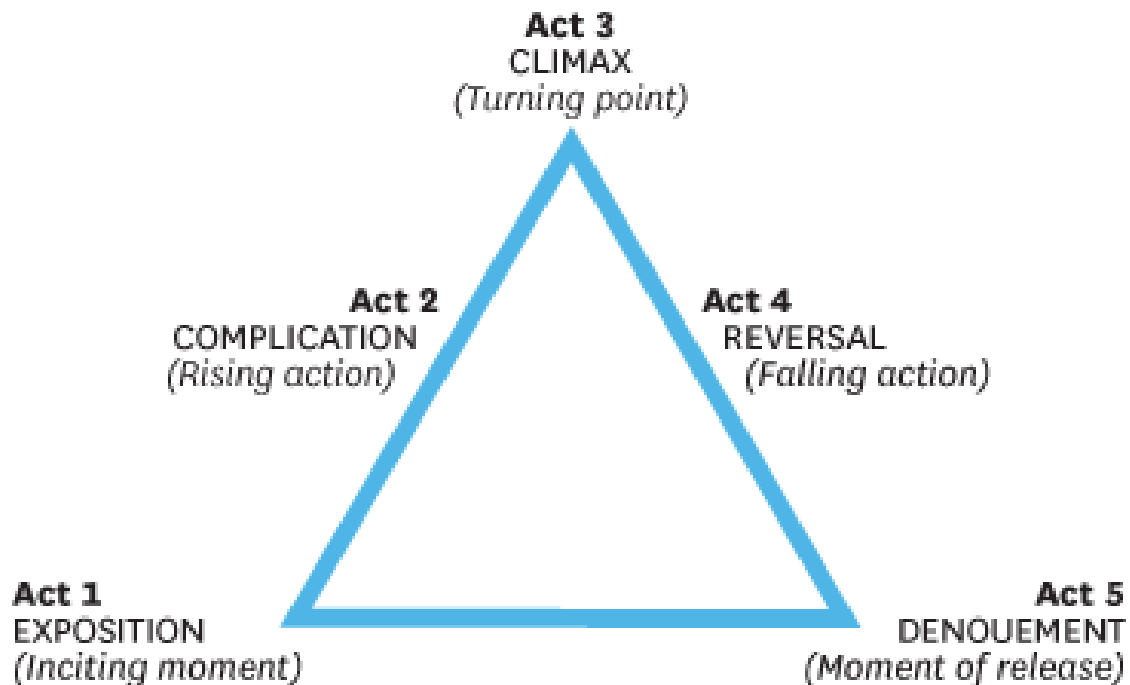 Act 3
CLIMAX
(Turning point)
Act 2
COMPLICATION
(Rising action)
Act 4
REVERSAL
(Falling action)
Act 1
EXPOSITION
(Inciting moment)
Act 5
DENOUEMENT
(Moment of release)